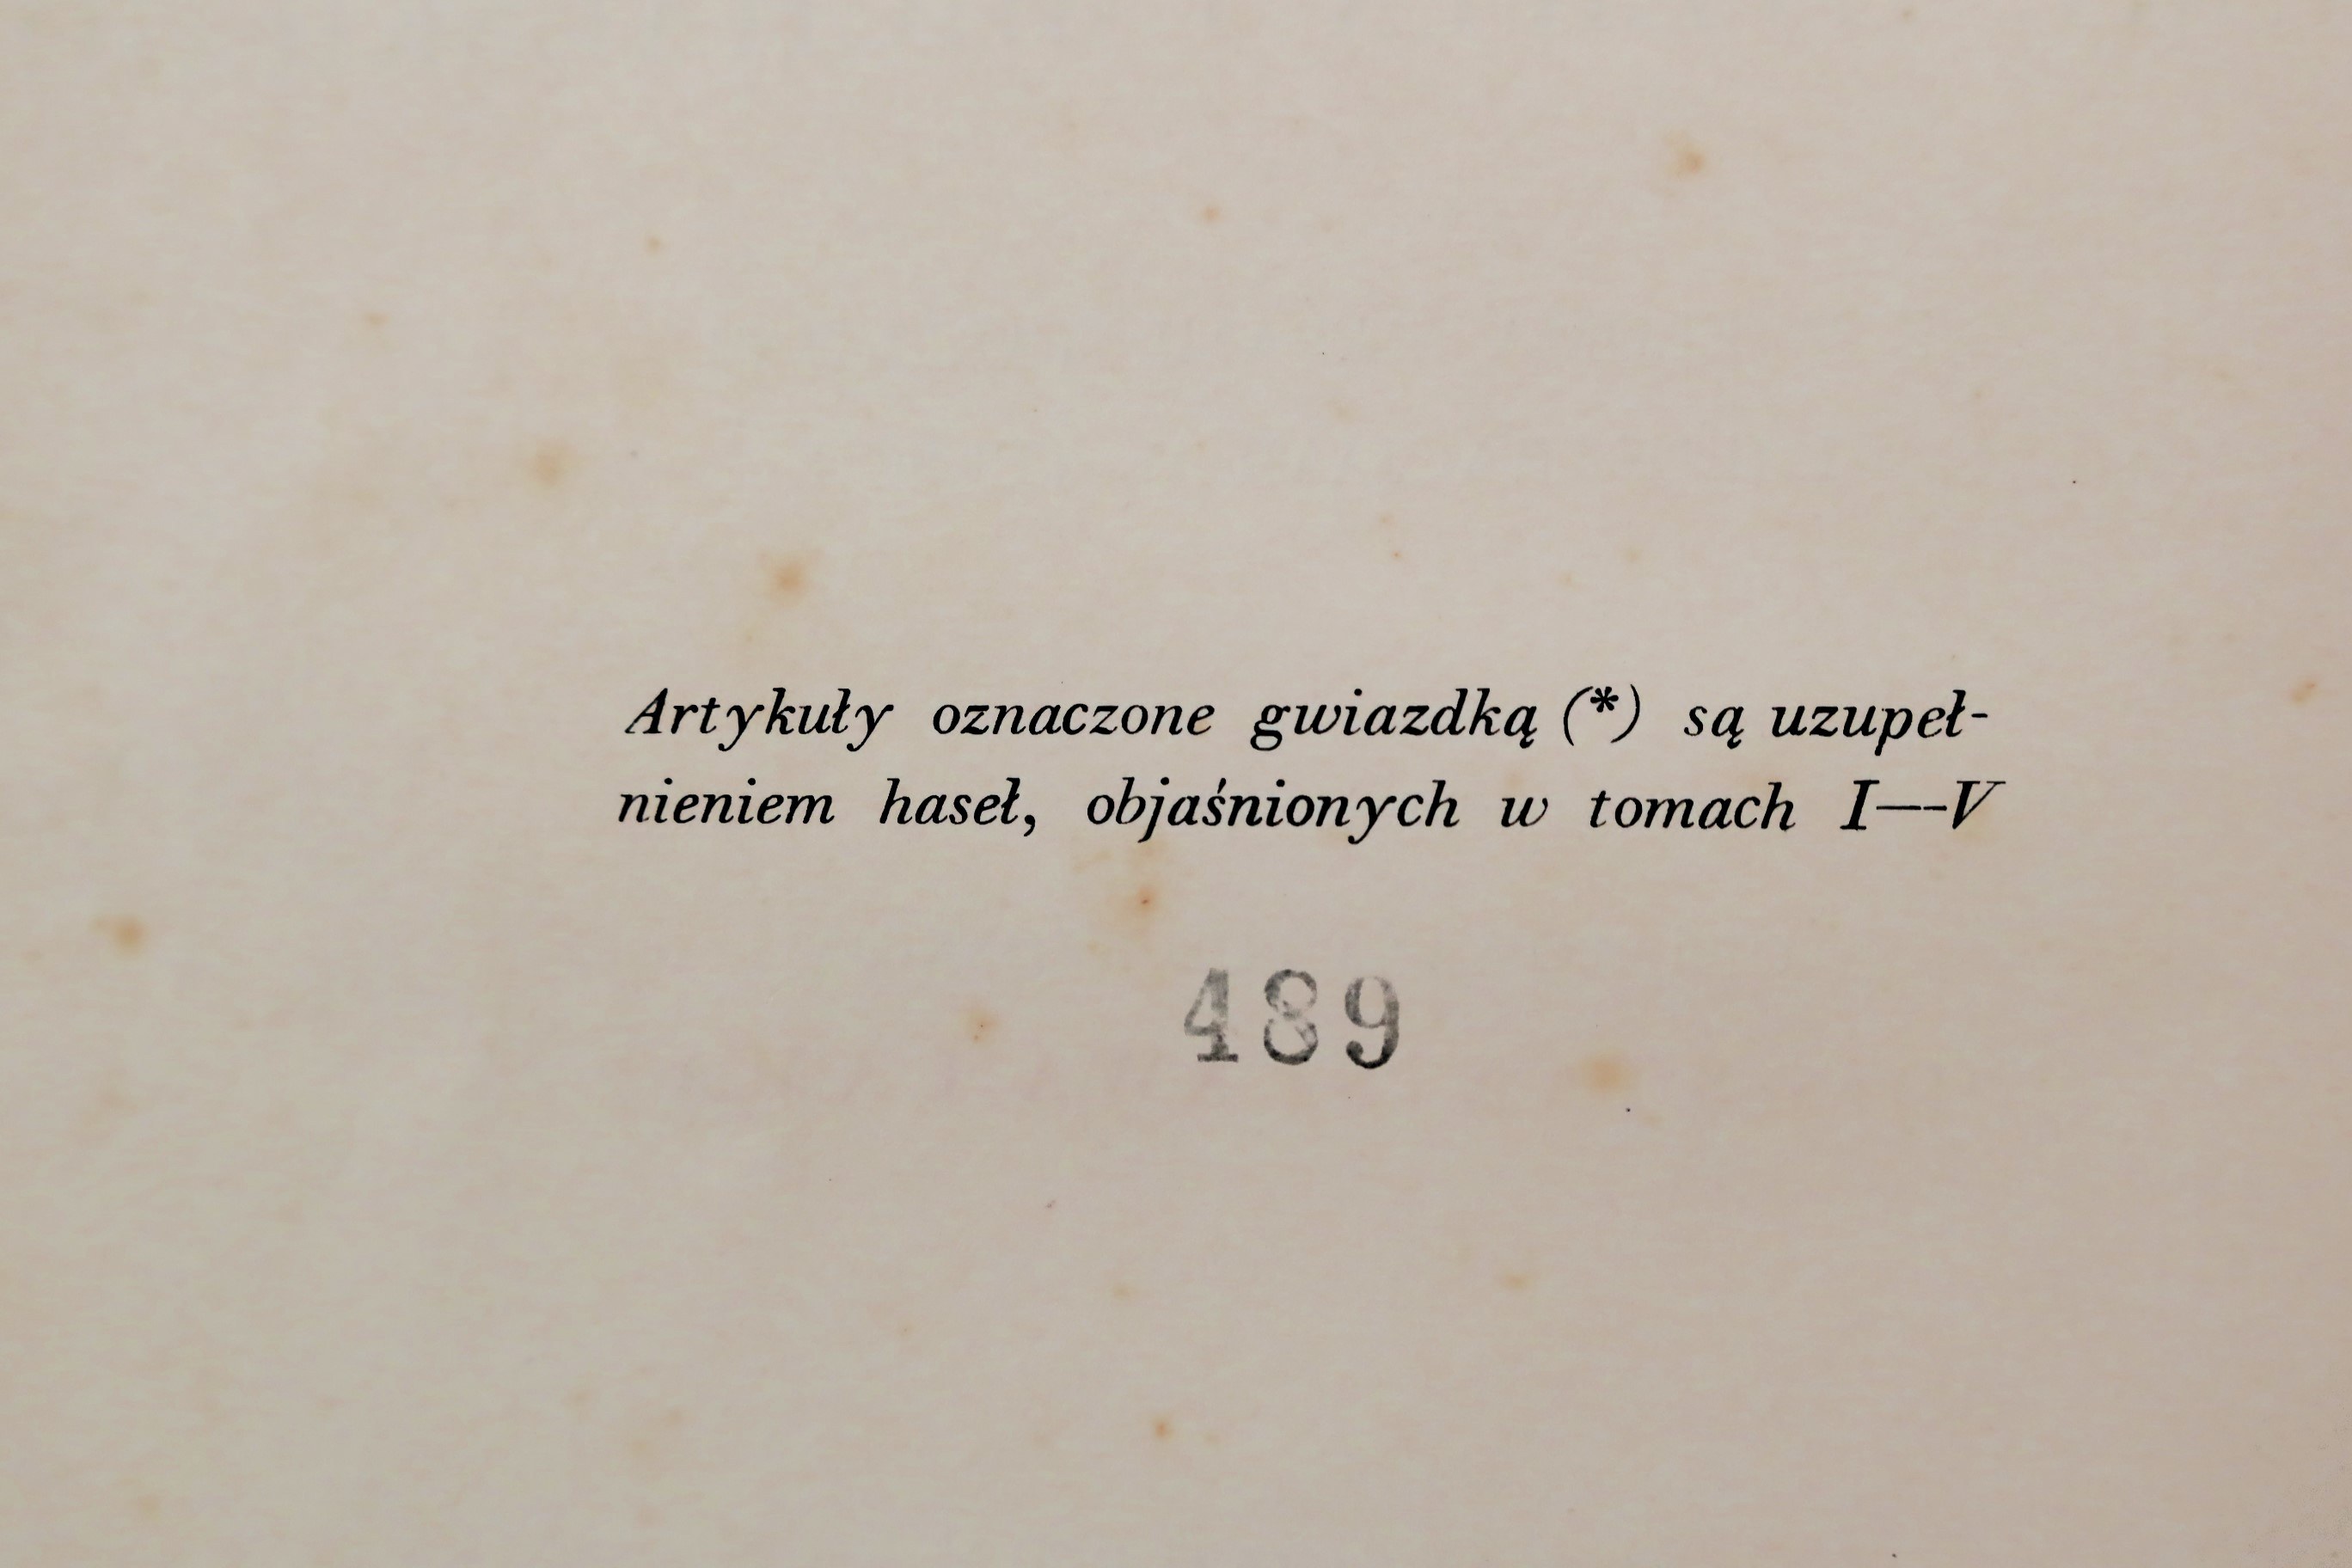 Artykuły oznaczone gwiazdką (*) są uzupeł-
nieniem haseł, objaśnionych w tomach I—V
489